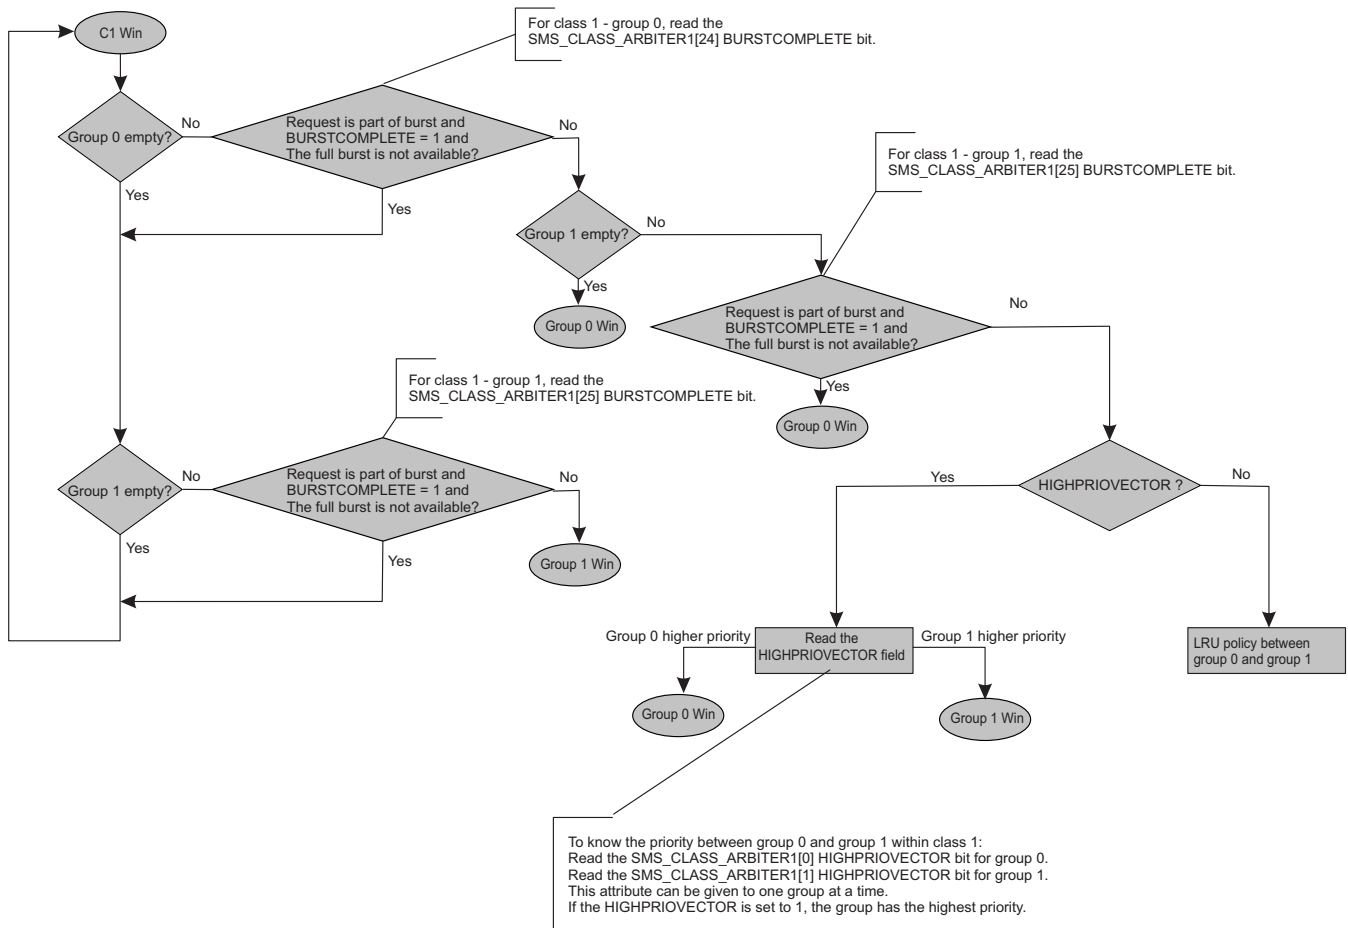 For class 1 - group 0, read the
SMS_CLASS_ARBITER1[24] BURSTCOMPLETE bit.
C1 Win
Group 0 empty?
No
Request is part of burst and
BURSTCOMPLETE = 1 and
The full burst is not available?
No
Yes
Yes
For class 1 - group 1, read the
SMS_CLASS_ARBITER1[25] BURSTCOMPLETE bit.
Group 1 empty?
No
Yes
Group 0 Win
Request is part of burst and
BURSTCOMPLETE = 1 and
The full burst is not available?
No
Yes
Group 0 Win
For class 1 - group 1, read the
SMS_CLASS_ARBITER1[25] BURSTCOMPLETE bit.
Group 1 empty?
No
Request is part of burst and
BURSTCOMPLETE = 1 and
The full burst is not available?
No
Yes
Yes
Group 1 Win
Yes
HIGHPRIOVECTOR ?
No
Group 0 higher priority
Read the
HIGHPRIOVECTOR field
Group 1 higher priority
LRU policy between
group 0 and group 1
Group 0 Win
Group 1 Win
To know the priority between group 0 and group 1 within class 1:
Read the SMS_CLASS_ARBITER1[0] HIGHPRIOVECTOR bit for group 0.
Read the SMS_CLASS_ARBITER1[1] HIGHPRIOVECTOR bit for group 1.
This attribute can be given to one group at a time.
If the HIGHPRIOVECTOR is set to 1, the group has the highest priority.